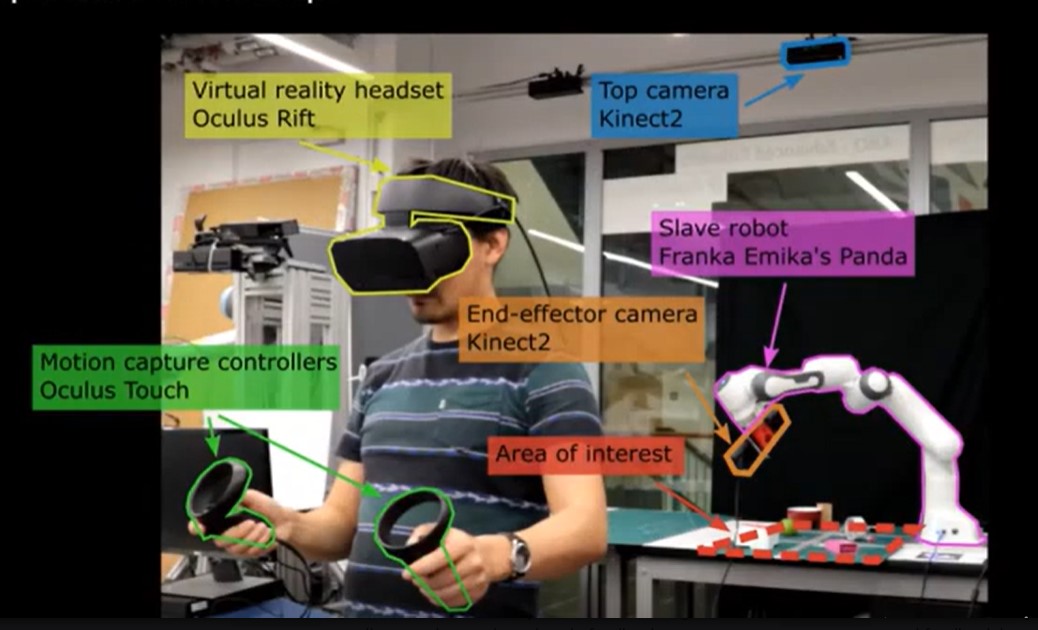 Virtual reality headset
Oculus Rift
Top camera
Kinect2
Slave robot
Franka Emika's Panda
End-effector camera
Kinect2
Motion capture controllers
Oculus Touch
Area of interest